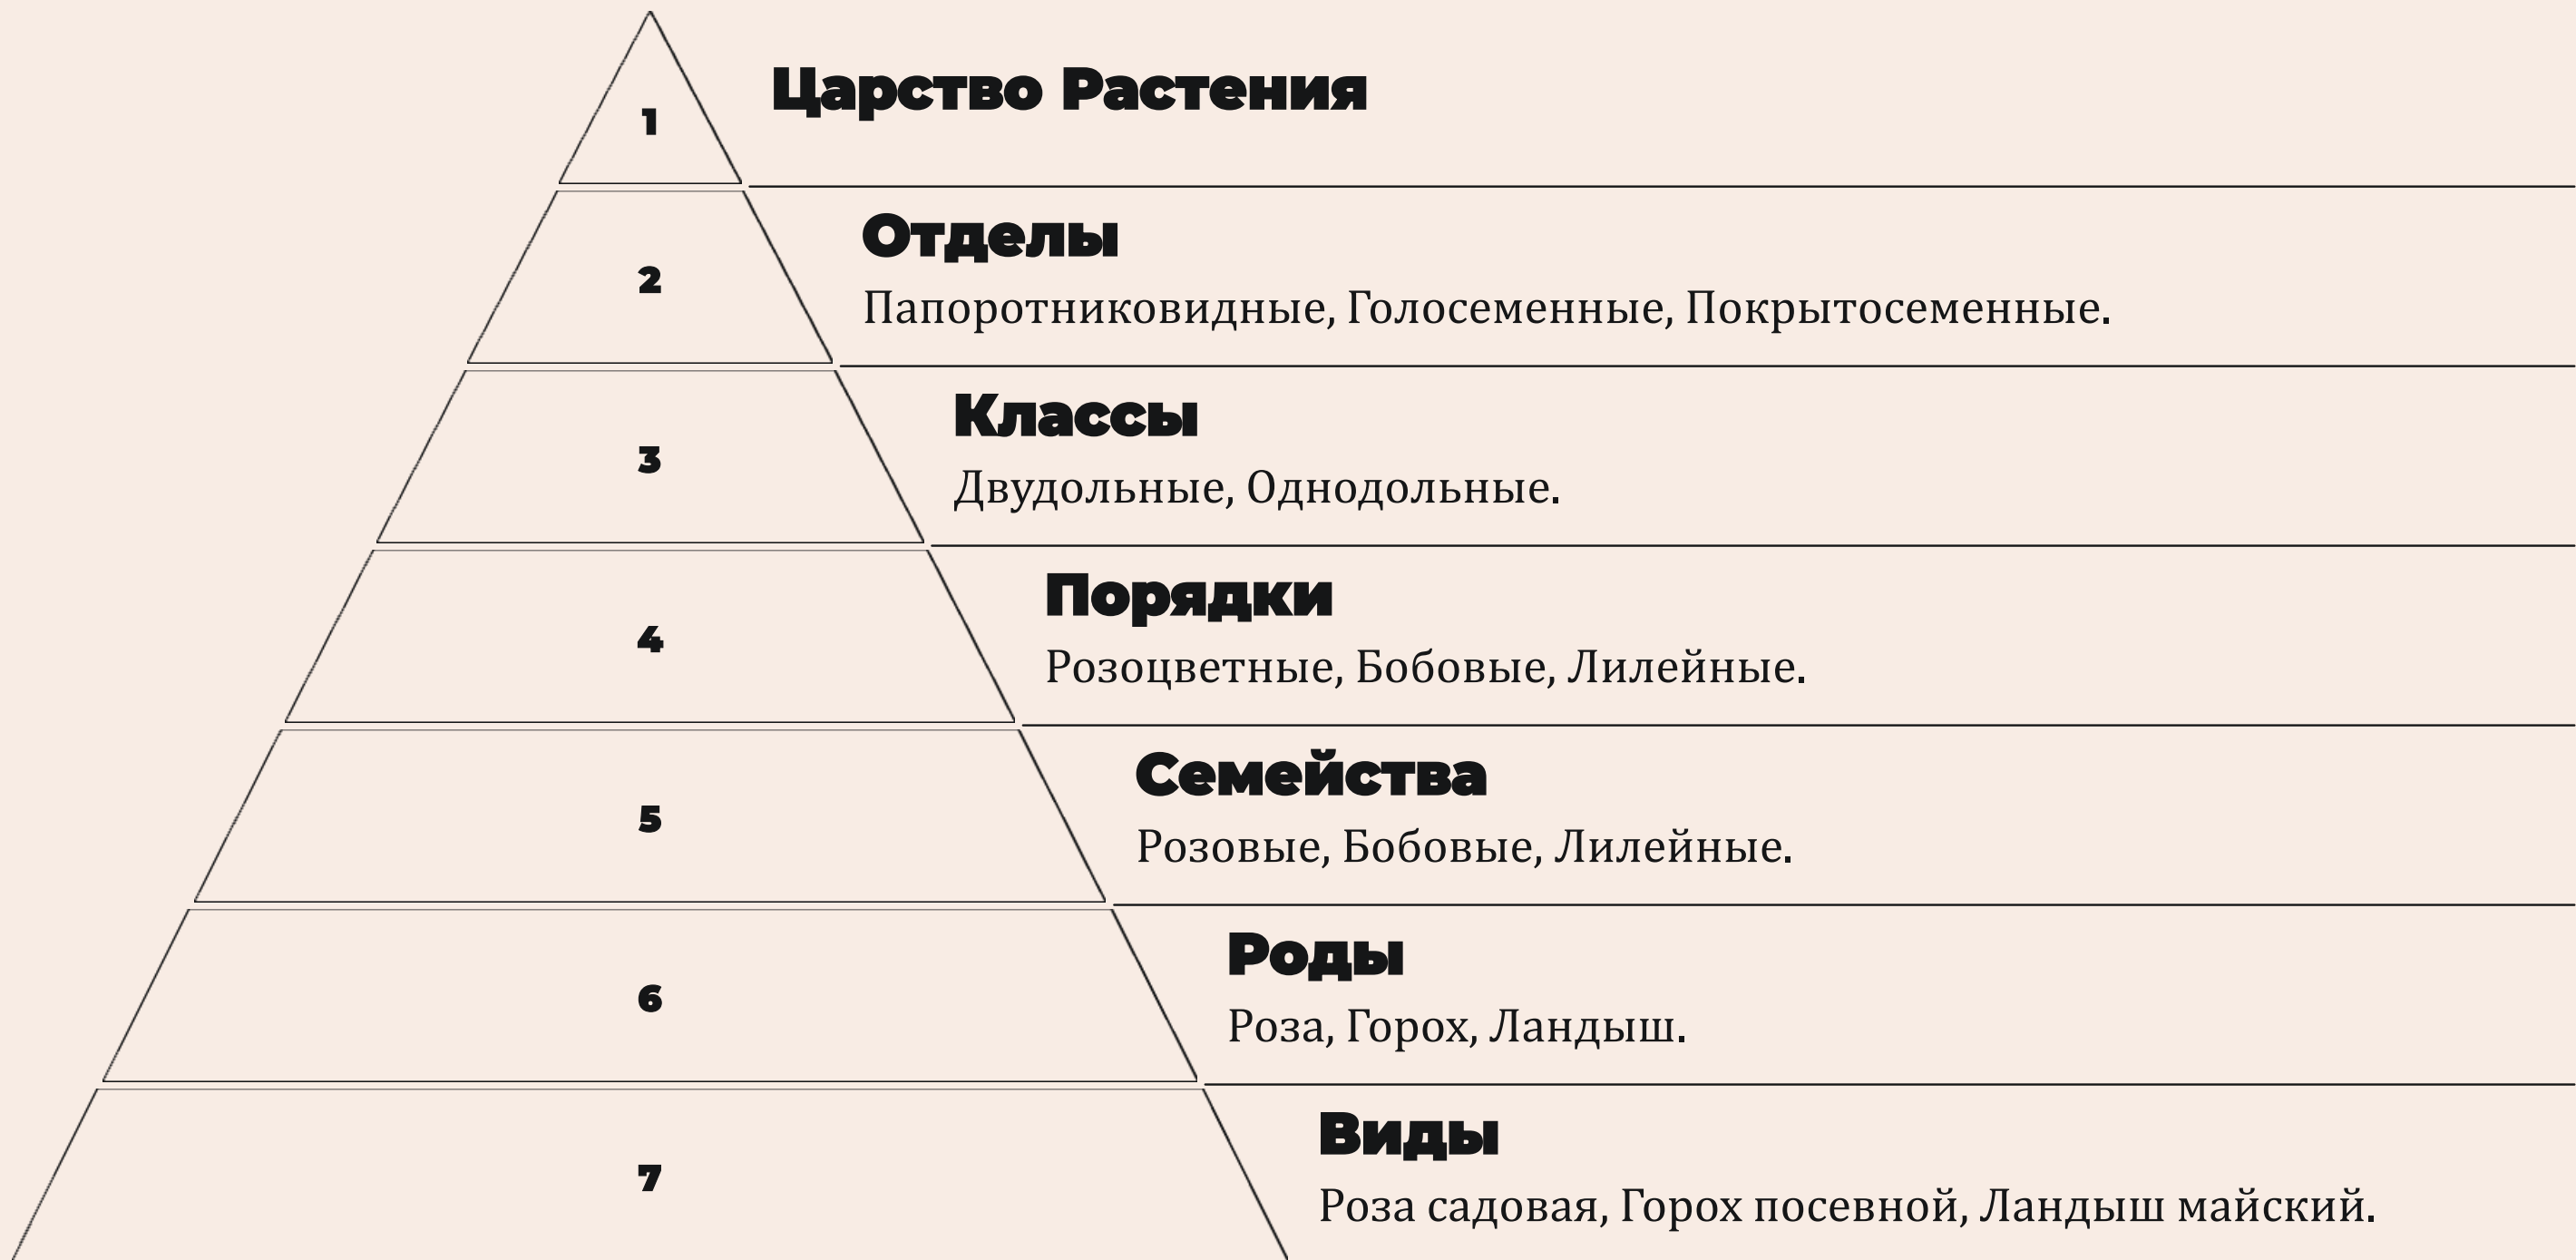 1
Царство Растения
2
Отделы
Папоротниковидные, Голосеменные, Покрытосеменные.
3
Классы
Двудольные, Однодольные.
4
Порядки
Розоцветные, Бобовые, Лилейные.
5
Семейства
Розовые, Бобовые, Лилейные.
6
Роды
Роза, Горох, Ландыш.
7
Виды
Роза садовая, Горох посевной, Ландыш майский.